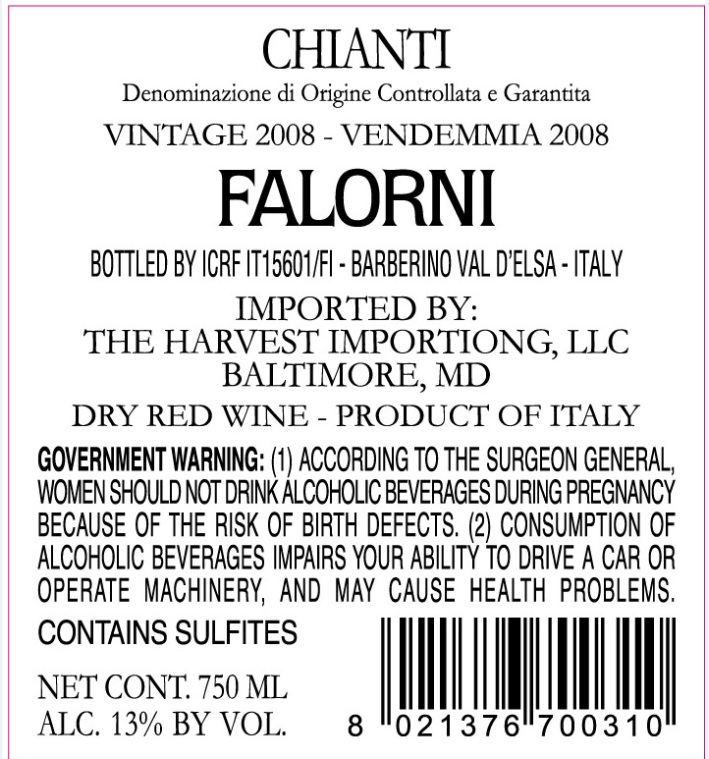 CHIANTI
Denominazione di Origine Controllata e Garantita
VINTAGE 2008 - VENDEMMIA 2008
FALORNI
BOTTLED BY ICRF IT15601/FI - BARBERINO VAL D'ELSA - ITALY
IMPORTED BY:
THE HARVEST IMPORTIONG, LLC
BALTIMORE, MD
DRY RED WINE - PRODUCT OF ITALY
GOVERNMENT WARNING: (1) ACCORDING TO THE SURGEON GENERAL,
WOMEN SHOULD NOT DRINK ALCOHOLIC BEVERAGES DURING PREGNANCY
BECAUSE OF THE RISK OF BIRTH DEFECTS. (2) CONSUMPTION OF
ALCOHOLIC BEVERAGES IMPAIRS YOUR ABILITY TO DRIVE A CAR OR
OPERATE MACHINERY, AND MAY CAUSE HEALTH PROBLEMS.
CONTAINS SULFITES
NET CONT. 750 ML
ALC. 13% BY VOL.
8 021376 700310